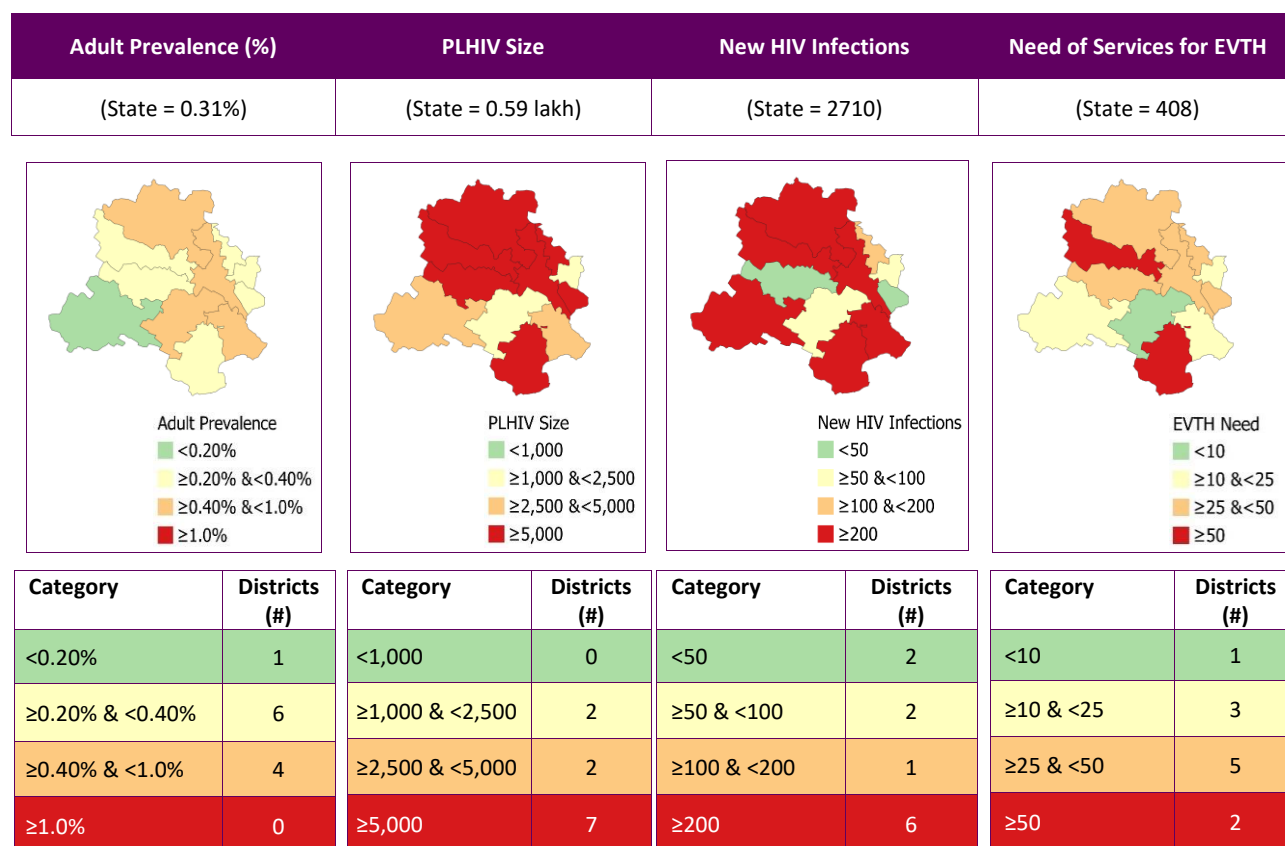 Adult Prevalence (%)
PLHIV Size
New HIV Infections
Need of Services for EVTH
(State = 0.31%)
(State = 0.59 lakh)
(State = 2710)
(State = 408)
Adult Prevalence
<0.20%
≥0.20% &<0.40%
≥0.40% &<1.0%
≥1.0%
PLHIV Size
<1,000
≥1,000 &<2,500
≥2,500 &<5,000
≥5,000
New HIV Infections
<50
≥50 &<100
≥100 &<200
≥200
EVTH Need
<10
≥10 &<25
≥25 &<50
≥50
Category Districts
(#)
<0.20% 1
≥0.20% & <0.40% 6
≥0.40% & <1.0% 4
≥1.0% 0
Category Districts
(#)
<1,000 0
≥1,000 & <2,500 2
≥2,500 & <5,000 2
≥5,000 7
Category Districts
(#)
<50 2
≥50 & <100 2
≥100 & <200 1
≥200 6
Category Districts
(#)
<10 1
≥10 & <25 3
≥25 & <50 5
≥50 2